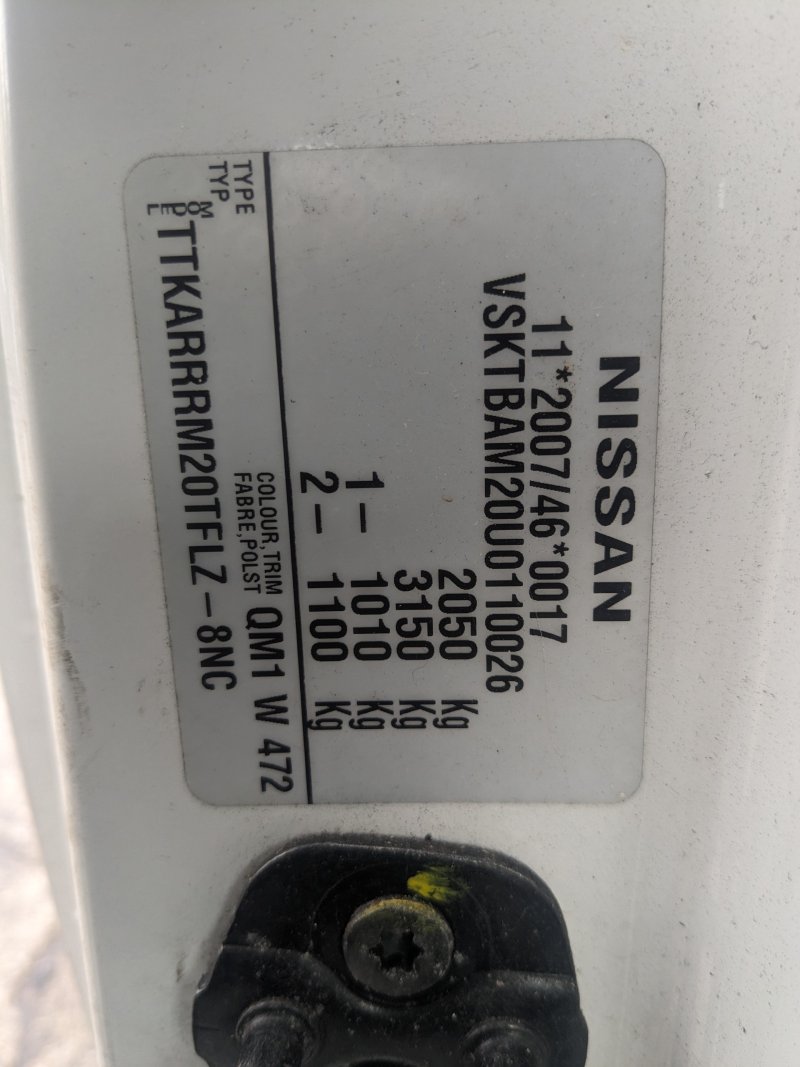 NISSAN
11*2007/46*0017
VSKTBAM20U0110026
2050 Kg
3150 Kg
1- 1010 Kg
2- 1100 Kg
TYPE
TYP
COLOUR,TRIM
FABRE,POLST
QM1 W 472
MODEL
TTKARRRM20TFLZ-8NC